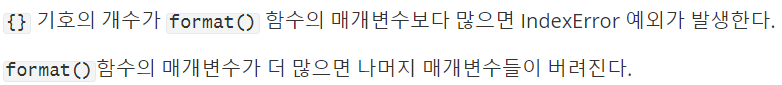 {} 기호의 개수가 format() 함수의 매개변수보다 많으면 IndexError 예외가 발생한다.
format()함수의 매개변수가 더 많으면 나머지 매개변수들이 버려진다.